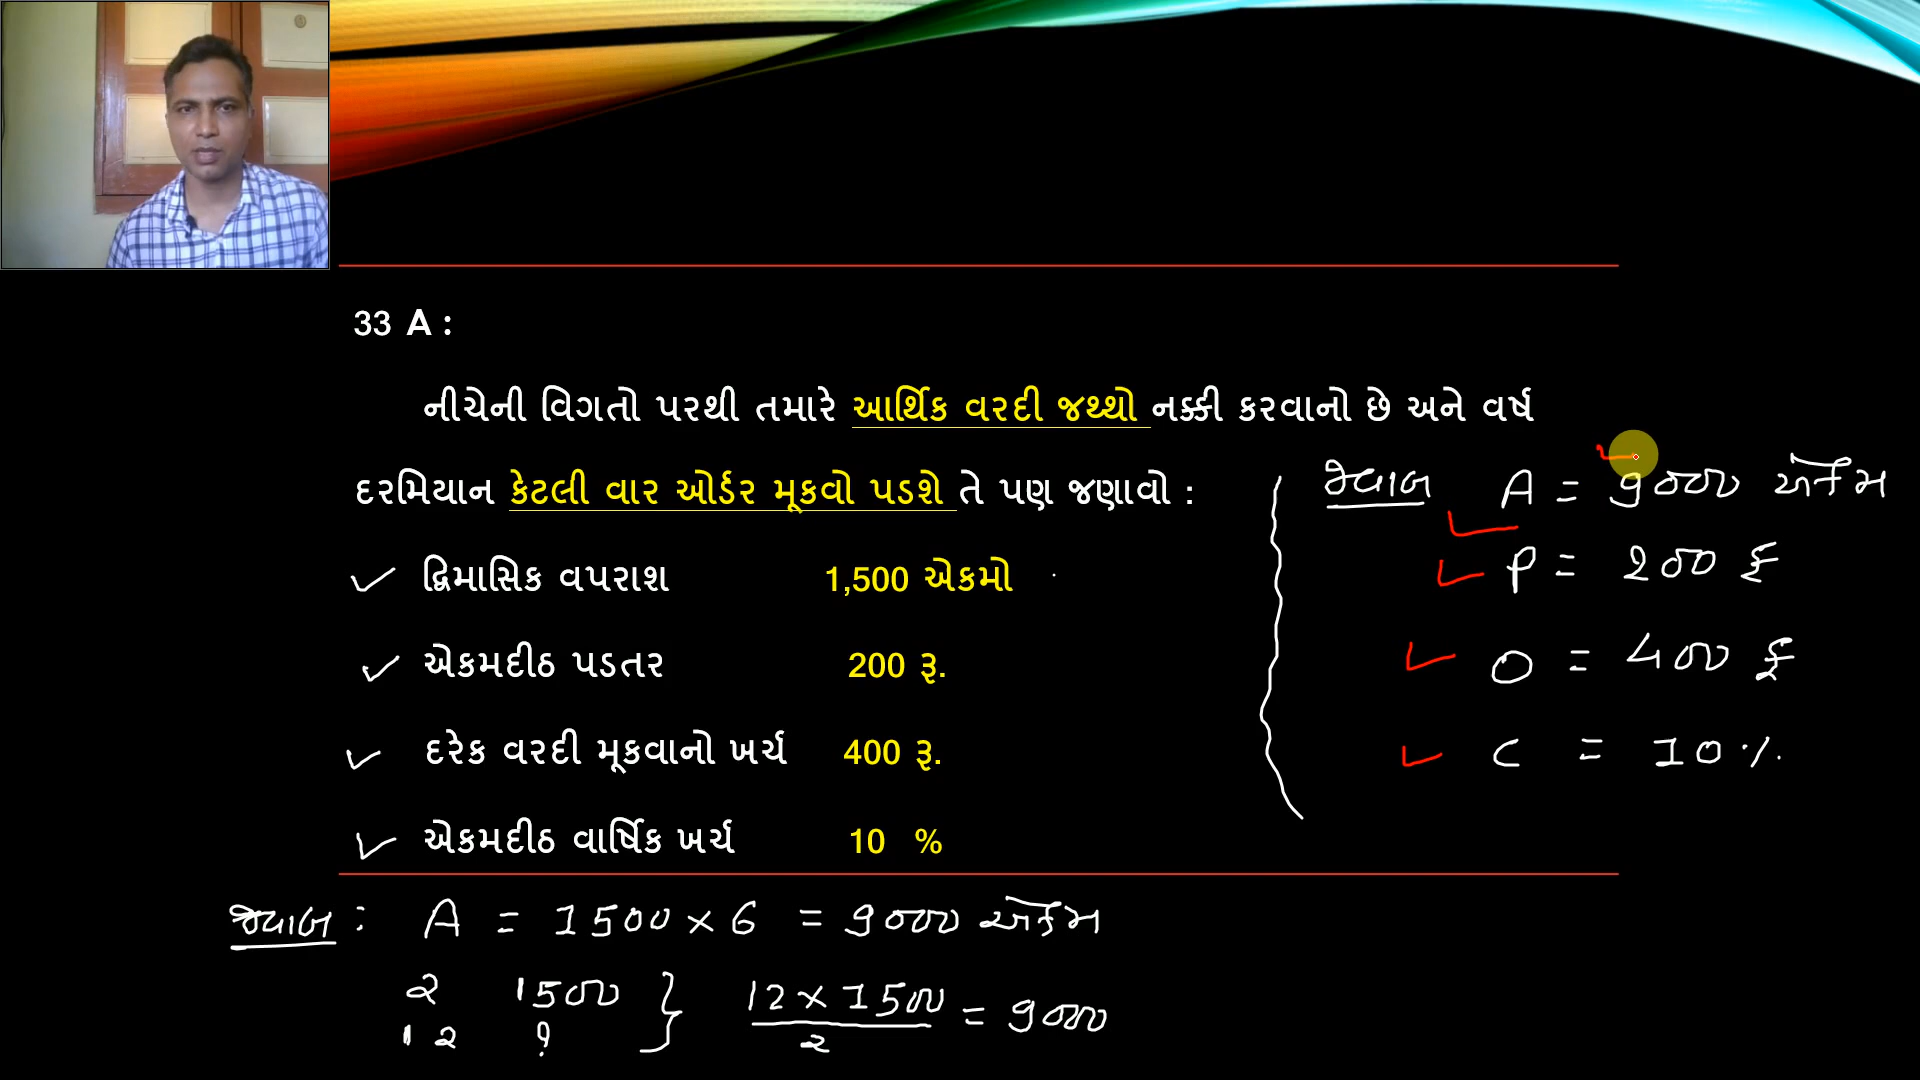 33 A :
નીચેની વિગતો પરથી તમારે આર્થિક વરદી જથ્થો નક્કી કરવાનો છે અને વર્ષ
દરમિયાન કેટલી વાર ઓર્ડર મૂકવો પડશે તે પણ જણાવો :
દ્વિમાસિક વપરાશ 1,500 એકમો
એકમદીઠ પડતર 200 રૂ.
દરેક વરદી મૂકવાનો ખર્ચ 400 રૂ.
એકમદીઠ વાર્ષિક ખર્ચ 10 %
જવાબ A = 9000 એકમ
P = 200 રૂ
O = 400 રૂ
C = 10 %
જવાબ : A = 1500 × 6 = 9000 એકમ
2 1500
12 ?
} 12 × 1500 / 2 = 9000